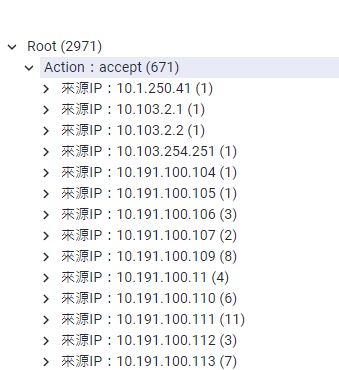 Root (2971)
Action：accept (671)
來源IP：10.1.250.41 (1)
來源IP：10.103.2.1 (1)
來源IP：10.103.2.2 (1)
來源IP：10.103.254.251 (1)
來源IP：10.191.100.104 (1)
來源IP：10.191.100.105 (1)
來源IP：10.191.100.106 (3)
來源IP：10.191.100.107 (2)
來源IP：10.191.100.109 (8)
來源IP：10.191.100.11 (4)
來源IP：10.191.100.110 (6)
來源IP：10.191.100.111 (11)
來源IP：10.191.100.112 (3)
來源IP：10.191.100.113 (7)